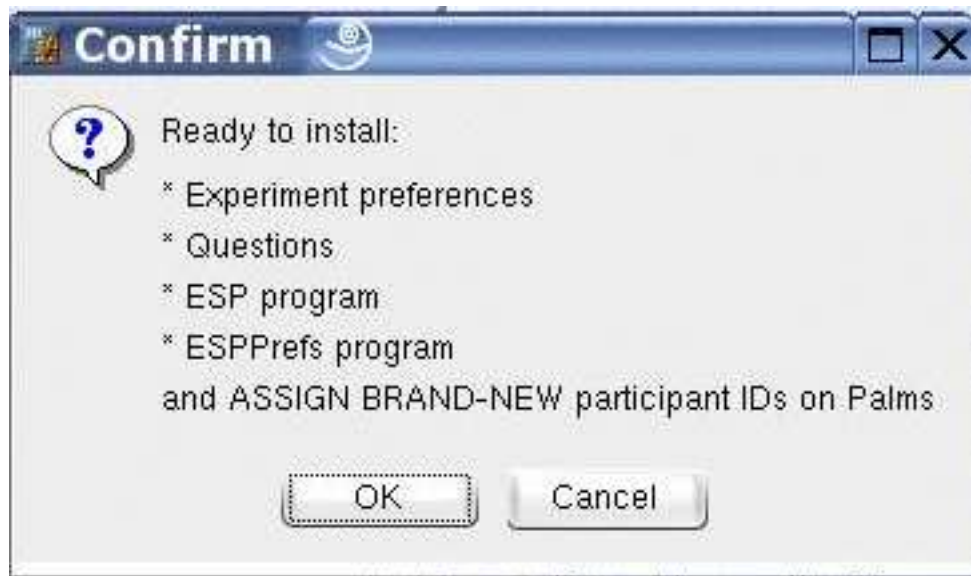 Confirm
Ready to install:
* Experiment preferences
* Questions
* ESP program
* ESPPrefs program
and ASSIGN BRAND-NEW participant IDs on Palms
OK Cancel